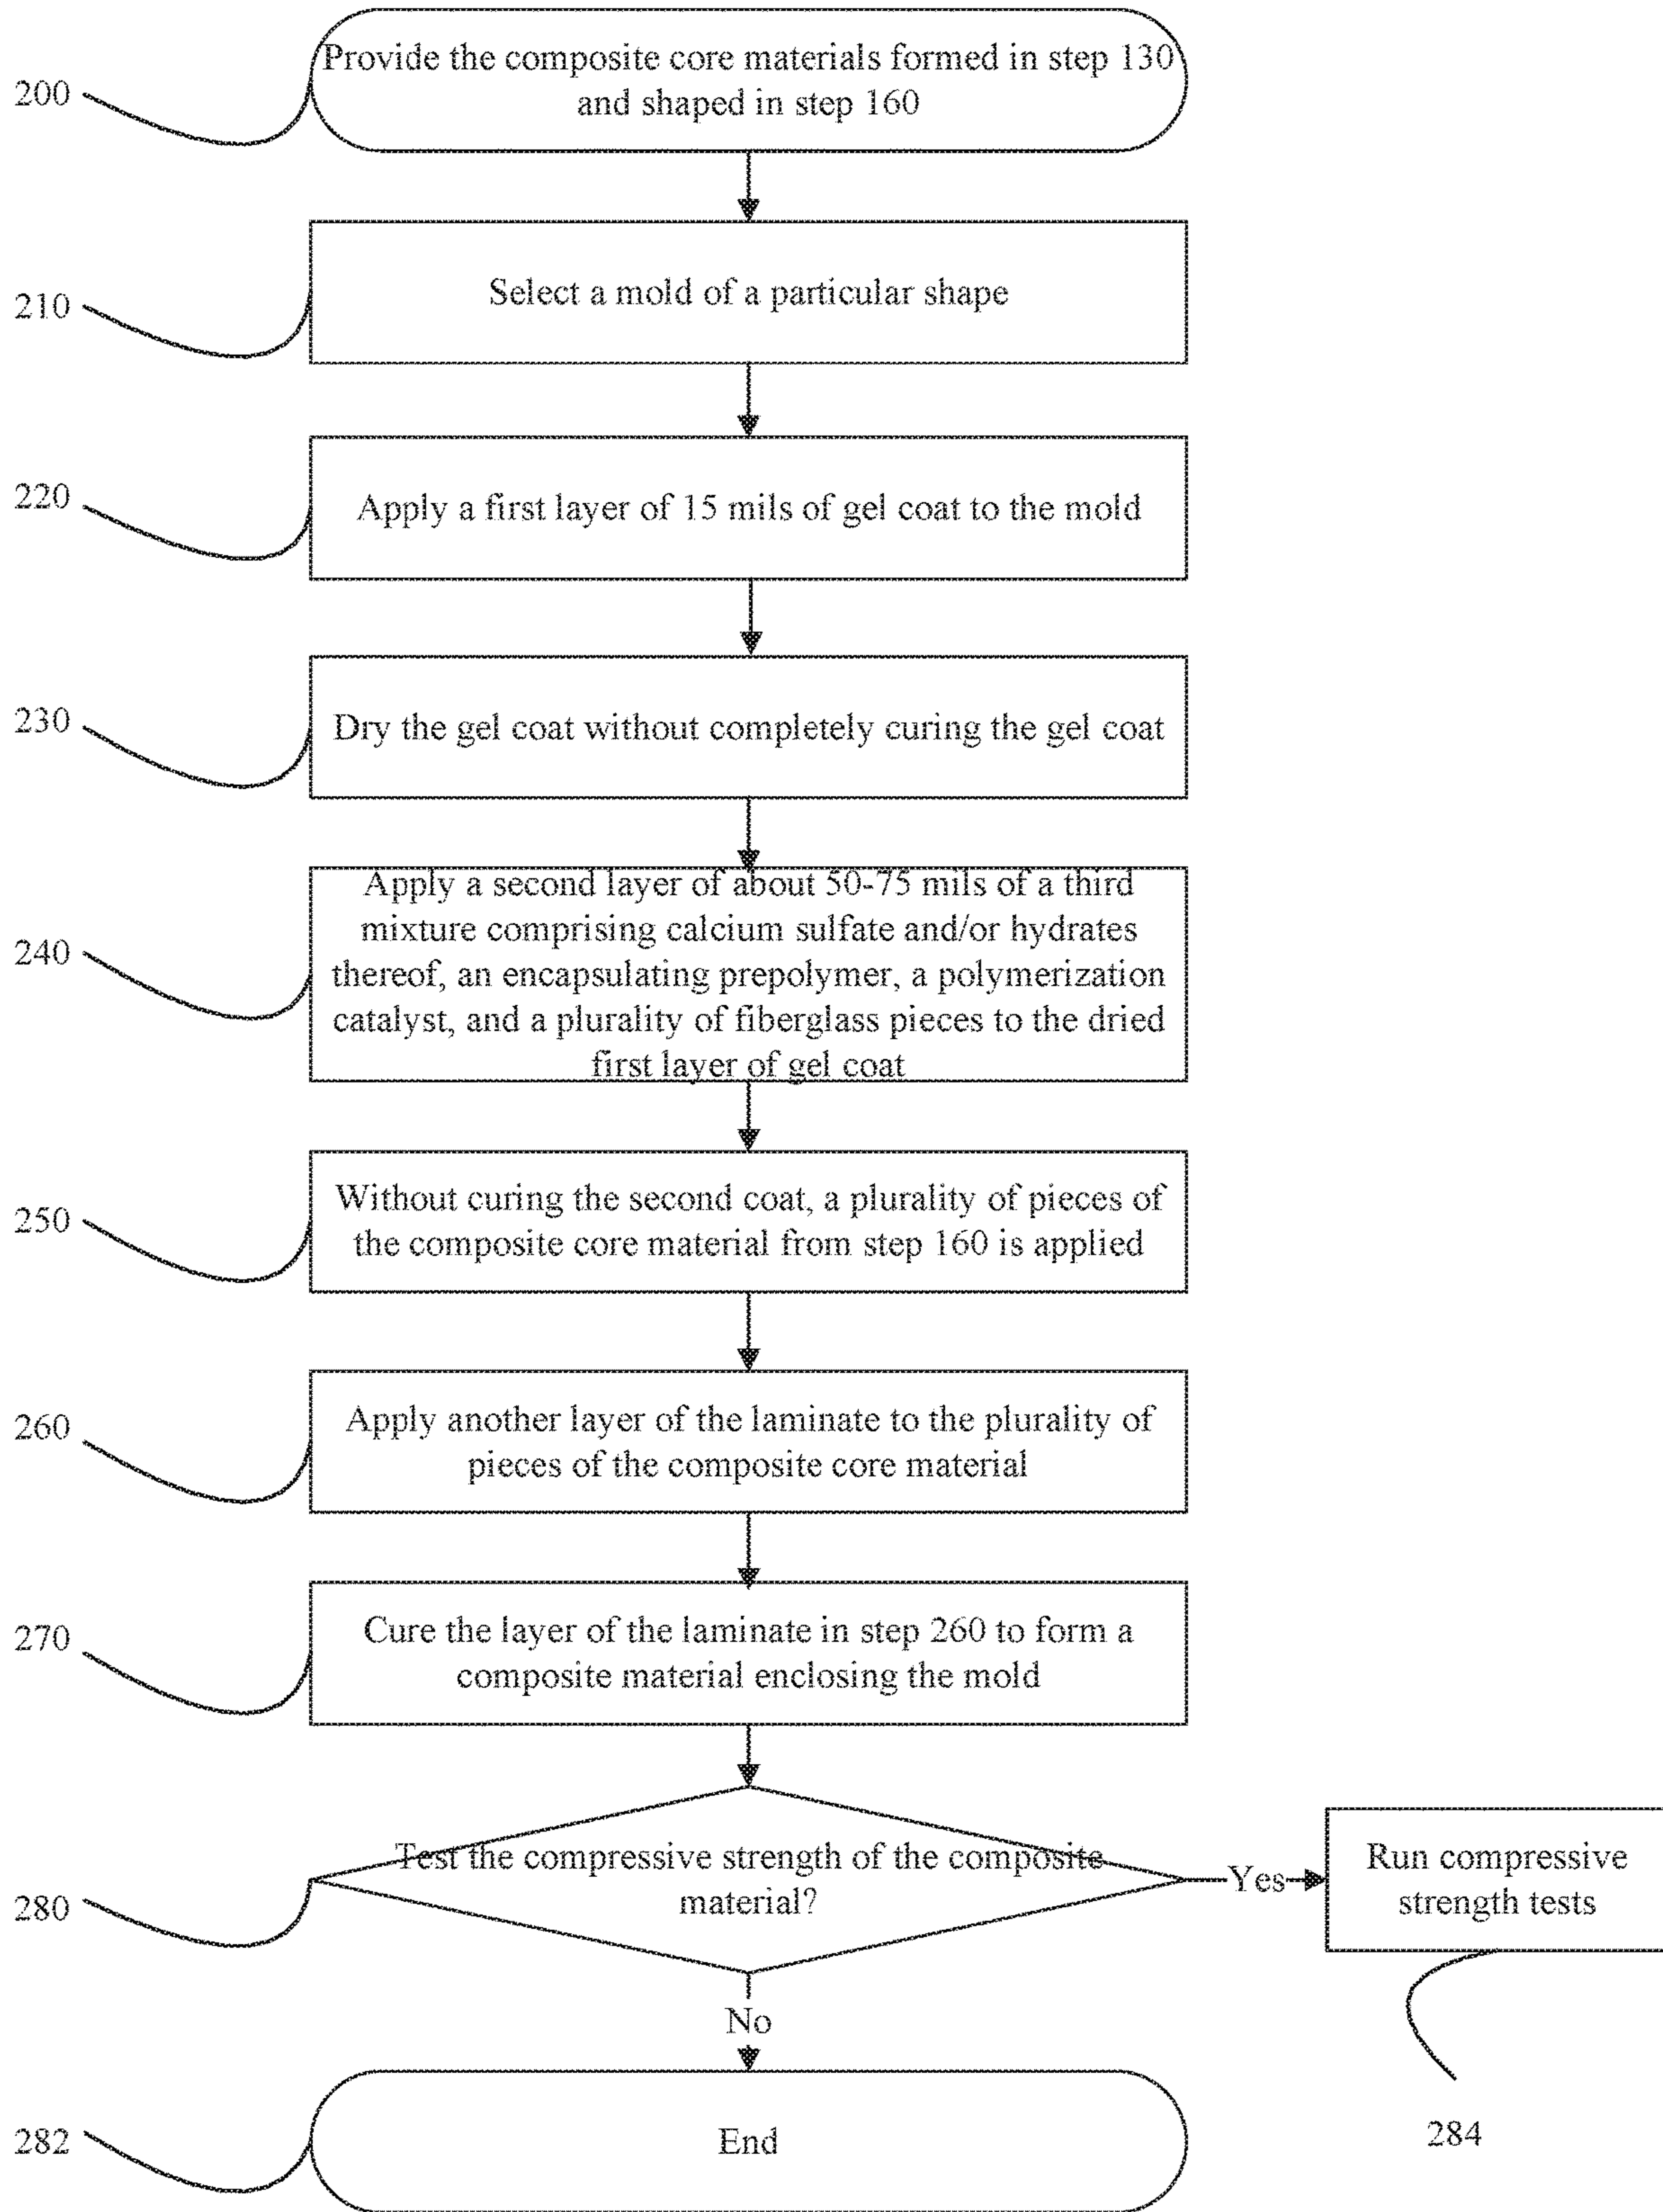 Provide the composite core materials formed in step 130
and shaped in step 160
200
Select a mold of a particular shape
210
Apply a first layer of 15 mils of gel coat to the mold
220
Dry the gel coat without completely curing the gel coat
230
Apply a second layer of about 50-75 mils of a third
mixture comprising calcium sulfate and/or hydrates
thereof, an encapsulating prepolymer, a polymerization
catalyst, and a plurality of fiberglass pieces to the dried
first layer of gel coat
240
Without curing the second coat, a plurality of pieces of
the composite core material from step 160 is applied
250
Apply another layer of the laminate to the plurality of
pieces of the composite core material
260
Cure the layer of the laminate in step 260 to form a
composite material enclosing the mold
270
Test the compressive strength of the composite
material?
280
Yes
Run compressive
strength tests
284
No
End
282